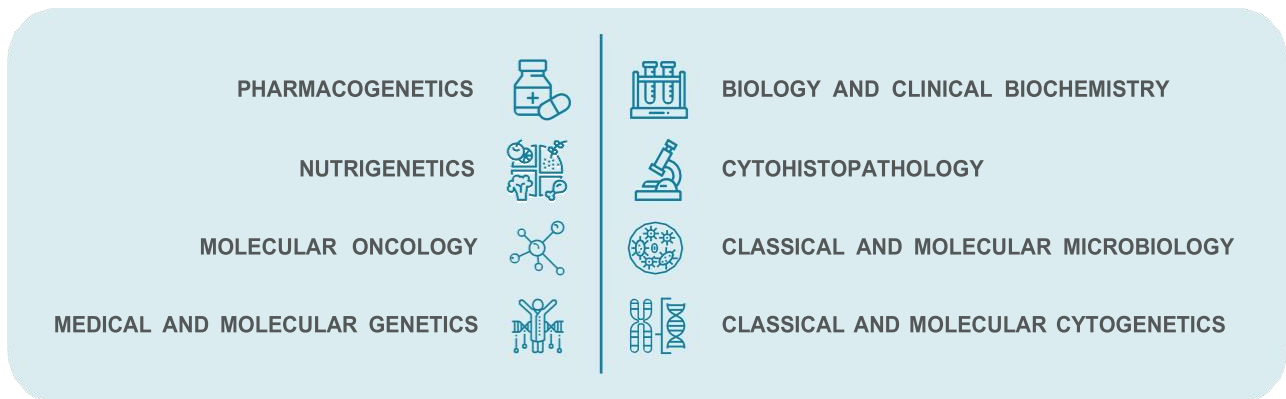 PHARMACOGENETICS
NUTRIGENETICS
MOLECULAR ONCOLOGY
MEDICAL AND MOLECULAR GENETICS
BIOLOGY AND CLINICAL BIOCHEMISTRY
CYTOHISTOPATHOLOGY
CLASSICAL AND MOLECULAR MICROBIOLOGY
CLASSICAL AND MOLECULAR CYTOGENETICS